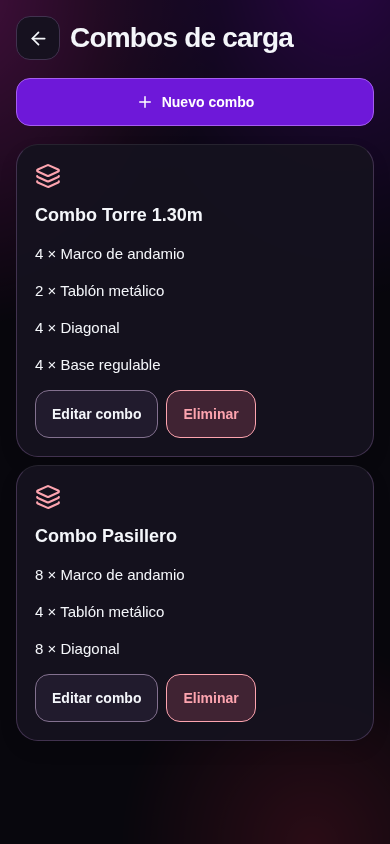 Combos de carga
Nuevo combo
Combo Torre 1.30m
4 × Marco de andamio
2 × Tablón metálico
4 × Diagonal
4 × Base regulable
Editar combo Eliminar
Combo Pasillero
8 × Marco de andamio
4 × Tablón metálico
8 × Diagonal
Editar combo Eliminar